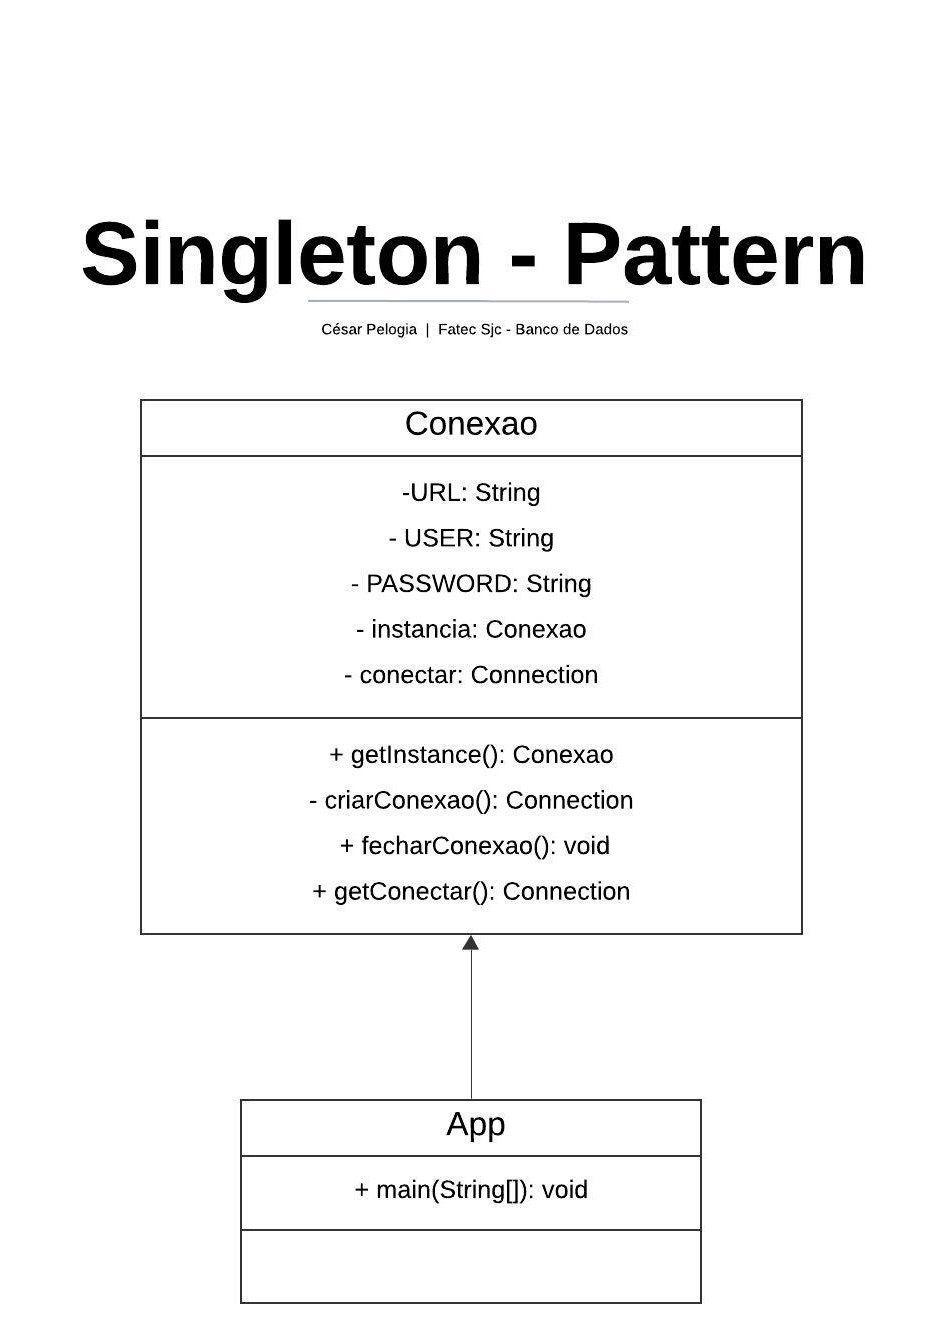 Singleton - Pattern
César Pelogia | Fatec Sjc - Banco de Dados
Conexao
-URL: String
- USER: String
- PASSWORD: String
- instancia: Conexao
- conectar: Connection
+ getInstance(): Conexao
- criarConexao(): Connection
+ fecharConexao(): void
+ getConectar(): Connection
App
+ main(String[]): void